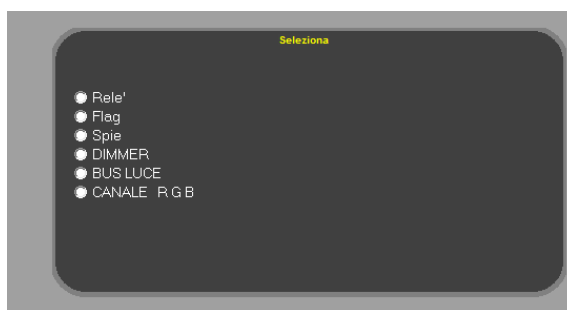 Seleziona
Rele'
Flag
Spie
DIMMER
BUS LUCE
CANALE R G B